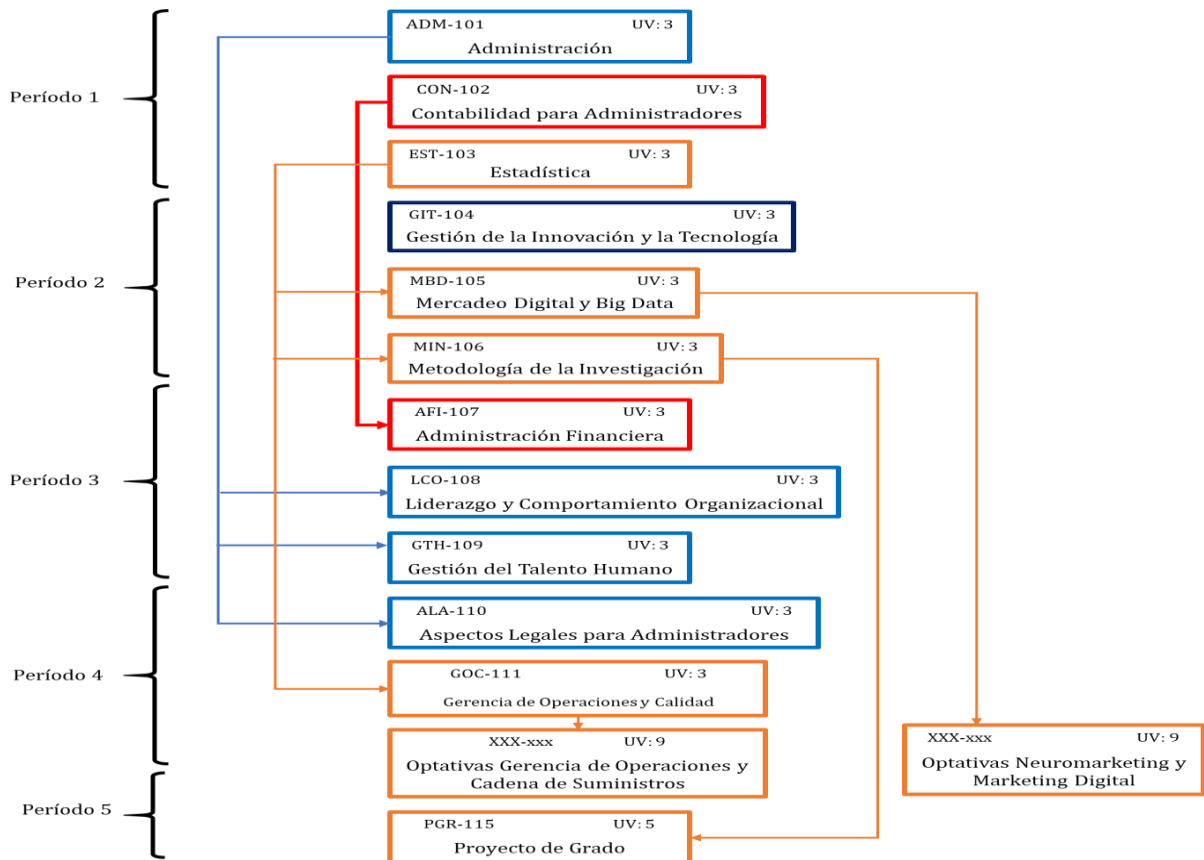 ADM-101 UV: 3
Administración
Período 1
CON-102 UV: 3
Contabilidad para Administradores
EST-103 UV: 3
Estadística
GIT-104 UV: 3
Gestión de la Innovación y la Tecnología
Período 2
MBD-105 UV: 3
Mercadeo Digital y Big Data
MIN-106 UV: 3
Metodología de la Investigación
AFI-107 UV: 3
Administración Financiera
Período 3
LCO-108 UV: 3
Liderazgo y Comportamiento Organizacional
GTH-109 UV: 3
Gestión del Talento Humano
ALA-110 UV: 3
Aspectos Legales para Administradores
Período 4
GOC-111 UV: 3
Gerencia de Operaciones y Calidad
XXX-xxx UV: 9
Optativas Gerencia de Operaciones y
Cadena de Suministros
XXX-xxx UV: 9
Optativas Neuromarketing y
Marketing Digital
Período 5
PGR-115 UV: 5
Proyecto de Grado